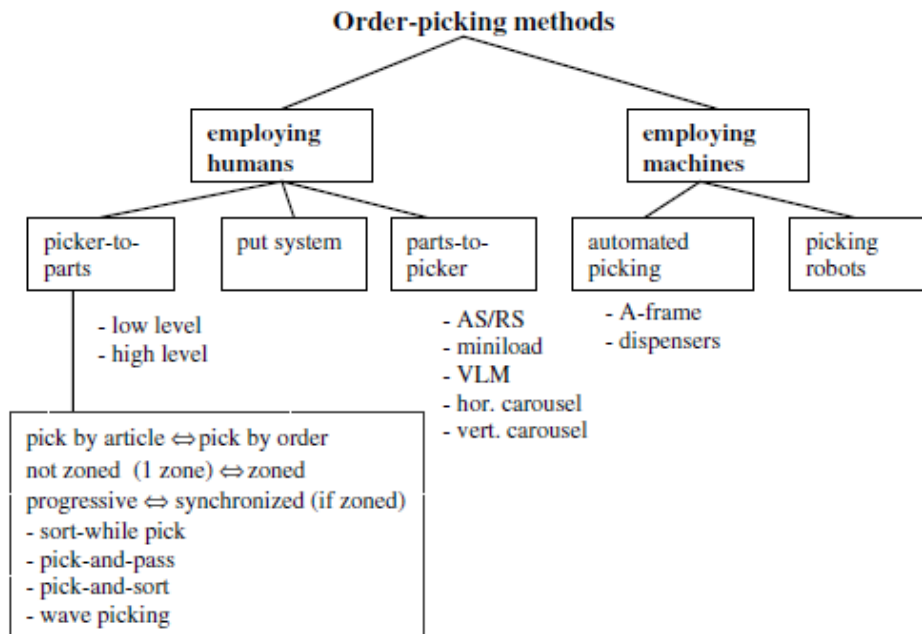 Order-picking methods
employing
humans
employing
machines
picker-to-
parts
put system
parts-to-
picker
automated
picking
picking
robots
- low level
- high level
- AS/RS
- miniload
- VLM
- hor. carousel
- vert. carousel
- A-frame
- dispensers
pick by article ⇔ pick by order
not zoned (1 zone) ⇔ zoned
progressive ⇔ synchronized (if zoned)
- sort-while pick
- pick-and-pass
- pick-and-sort
- wave picking